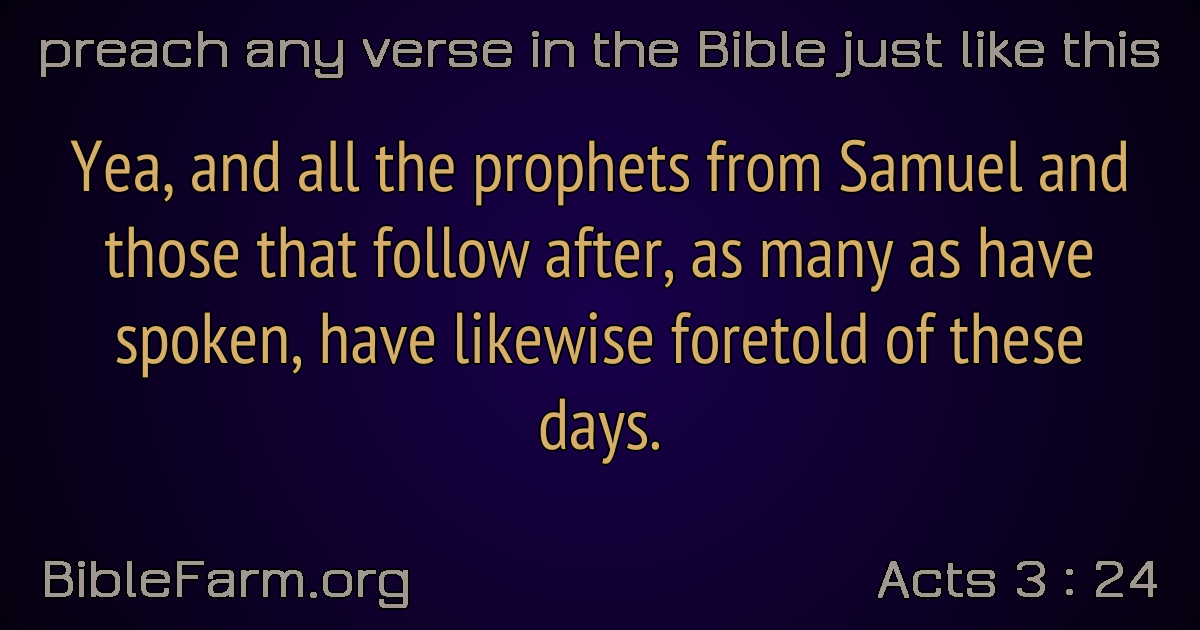 preach any verse in the Bible just like this
Yea, and all the prophets from Samuel and
those that follow after, as many as have
spoken, have likewise foretold of these
days.
BibleFarm.org
Acts 3 : 24